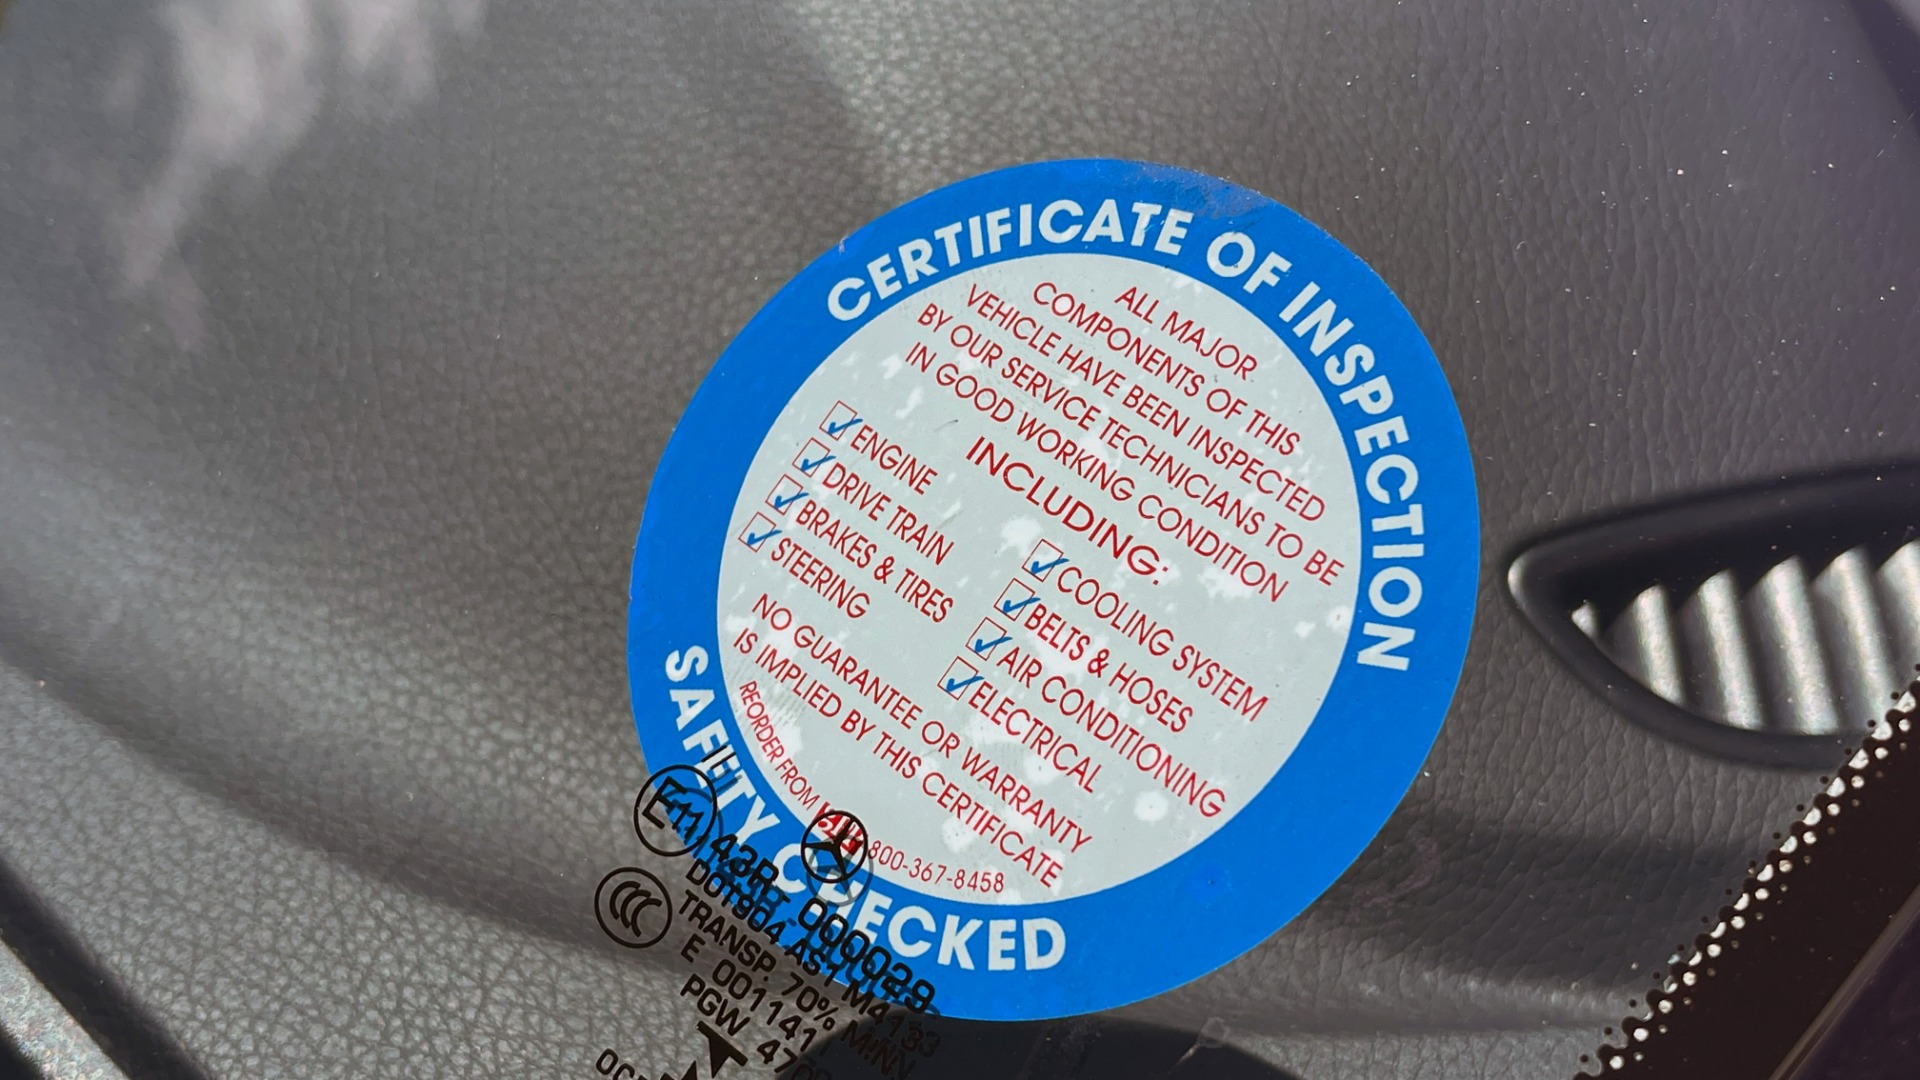 CERTIFICATE OF INSPECTION
ALL MAJOR
COMPONENTS OF THIS
VEHICLE HAVE BEEN INSPECTED
BY OUR SERVICE TECHNICIANS TO BE
IN GOOD WORKING CONDITION
INCLUDING:
ENGINE
DRIVE TRAIN
BRAKES & TIRES
STEERING
COOLING SYSTEM
BELTS & HOSES
AIR CONDITIONING
ELECTRICAL
NO GUARANTEE OR WARRANTY
IS IMPLIED BY THIS CERTIFICATE
REORDER FROM
800-367-8458
SAFETY CHECKED
E11 43R- 000029
DOT904 AS1 M4133
CCC TRANSP. 70% MINN
E 001141
PGW